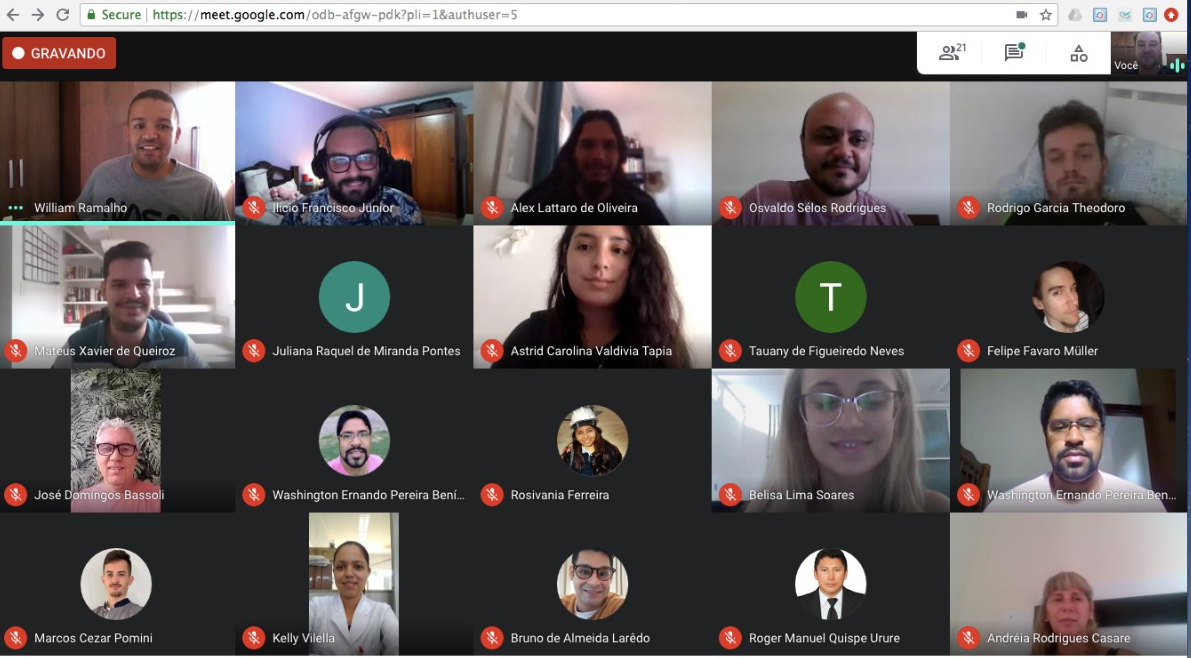 Secure https://meet.google.com/odb-afgw-pdk?pli=1&authuser=5
GRAVANDO
21
Você
William Ramalho
Ilicio Francisco Junior
Alex Lattaro de Oliveira
Osvaldo Sélos Rodrigues
Rodrigo Garcia Theodoro
Mateus Xavier de Queiroz
J
Juliana Raquel de Miranda Pontes
Astrid Carolina Valdivia Tapia
T
Tauany de Figueiredo Neves
Felipe Favaro Müller
José Domingos Bassoli
Washington Ernando Pereira Bení...
Rosivania Ferreira
Belisa Lima Soares
Washington Ernando Pereira Ben...
Marcos Cezar Pomini
Kelly Vilella
Bruno de Almeida Larêdo
Roger Manuel Quispe Urure
Andréia Rodrigues Casare